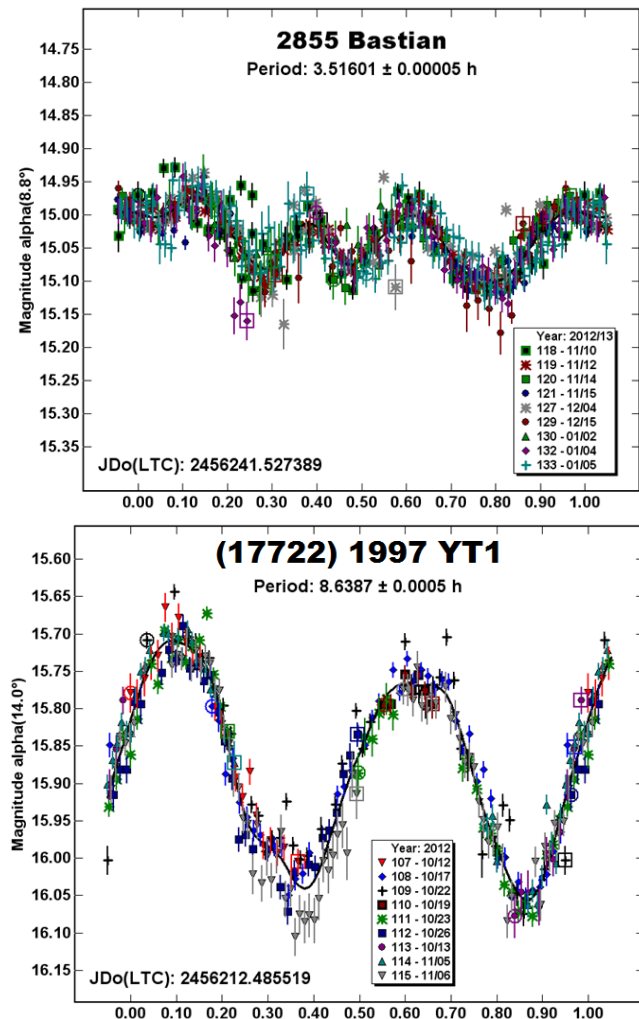 2855 Bastian
Period: 3.51601 ± 0.00005 h
Magnitude alpha(8.8°)
14.75
14.80
14.85
14.90
14.95
15.00
15.05
15.10
15.15
15.20
15.25
15.30
15.35
Year: 2012/13
118 - 11/10
119 - 11/12
120 - 11/14
121 - 11/15
127 - 12/04
129 - 12/15
130 - 01/02
132 - 01/04
133 - 01/05
JDo(LTC): 2456241.527389
0.00 0.10 0.20 0.30 0.40 0.50 0.60 0.70 0.80 0.90 1.00
(17722) 1997 YT1
Period: 8.6387 ± 0.0005 h
Magnitude alpha(14.0°)
15.60
15.65
15.70
15.75
15.80
15.85
15.90
15.95
16.00
16.05
16.10
16.15
Year: 2012
107 - 10/12
108 - 10/17
109 - 10/22
110 - 10/19
111 - 10/23
112 - 10/26
113 - 10/13
114 - 11/05
115 - 11/06
JDo(LTC): 2456212.485519
0.00 0.10 0.20 0.30 0.40 0.50 0.60 0.70 0.80 0.90 1.00